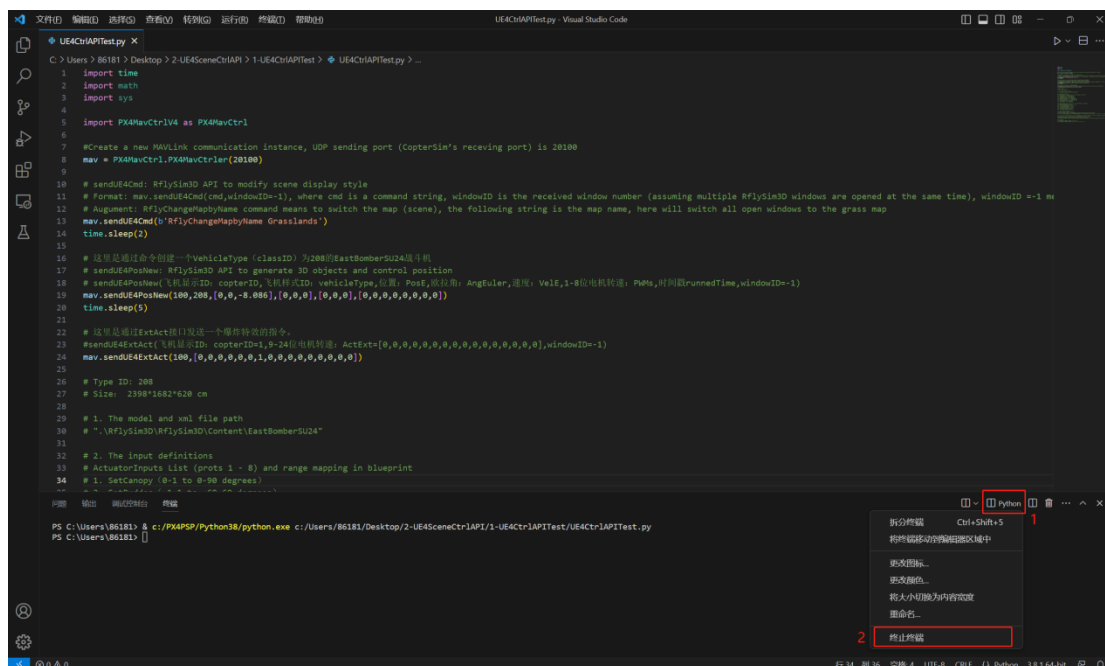 文件(F) 编辑(E) 选择(S) 查看(V) 转到(G) 运行(R) 终端(T) 帮助(H) UE4CtrlAPITest.py - Visual Studio Code
UE4CtrlAPITest.py
C: > Users > 86181 > Desktop > 2-UE4SceneCtrlAPI > 1-UE4CtrlAPITest > UE4CtrlAPITest.py > ...
1 import time
2 import math
3 import sys
4
5 import PX4MavCtrlV4 as PX4MavCtrl
6
7 #Create a new MAVLink communication instance, UDP sending port (CopterSim's receving port) is 20100
8 mav = PX4MavCtrl.PX4MavCtrler(20100)
9
10 # sendUE4Cmd: RflySim3D API to modify scene display style
11 # Format: mav.sendUE4Cmd(cmd,windowID=-1), where cmd is a command string, windowID is the received window number (assuming multiple RflySim3D windows are opened at the same time), windowID =-1 me
12 # Augument: RflyChangeMapbyName command means to switch the map (scene), the following string is the map name, here will switch all open windows to the grass map
13 mav.sendUE4Cmd(b'RflyChangeMapbyName Grasslands')
14 time.sleep(2)
15
16 # 这里是通过命令创建一个VehicleType（classID）为208的EastBomberSU24战斗机
17 # sendUE4PosNew: RflySim3D API to generate 3D objects and control position
18 # sendUE4PosNew(飞机显示ID: copterID,飞机样式ID: vehicleType,位置: PosE,欧拉角: AngEuler,速度: VelE,1-8位电机转速: PWMs,时间戳runnedTime,windowID=-1)
19 mav.sendUE4PosNew(100,208,[0,0,-8.086],[0,0,0],[0,0,0],[0,0,0,0,0,0,0,0])
20 time.sleep(5)
21
22 # 这里是通过ExtAct接口发送一个爆炸特效的指令。
23 #sendUE4ExtAct(飞机显示ID: copterID=1,9-24位电机转速: ActExt=[0,0,0,0,0,0,0,0,0,0,0,0,0,0,0,0],windowID=-1)
24 mav.sendUE4ExtAct(100,[0,0,0,0,0,0,1,0,0,0,0,0,0,0,0,0])
25
26 # Type ID: 208
27 # Size: 2398*1682*620 cm
28
29 # 1. The model and xml file path
30 # ".\RflySim3D\RflySim3D\Content\EastBomberSU24"
31
32 # 2. The input definitions
33 # ActuatorInputs List (prots 1 - 8) and range mapping in blueprint
34 # 1. SetCanopy (0-1 to 0-90 degrees)
问题 输出 调试控制台 终端 Python
1
PS C:\Users\86181> & c:/PX4PSP/Python38/python.exe c:/Users/86181/Desktop/2-UE4SceneCtrlAPI/1-UE4CtrlAPITest/UE4CtrlAPITest.py
PS C:\Users\86181>
拆分终端 Ctrl+Shift+5
将终端移动到编辑器区域中
更改图标...
更改颜色...
将大小切换为内容宽度
重命名...
2 终止终端
0 0 行 34, 列 36 空格: 4 UTF-8 CRLF Python 3.8.1 64-bit